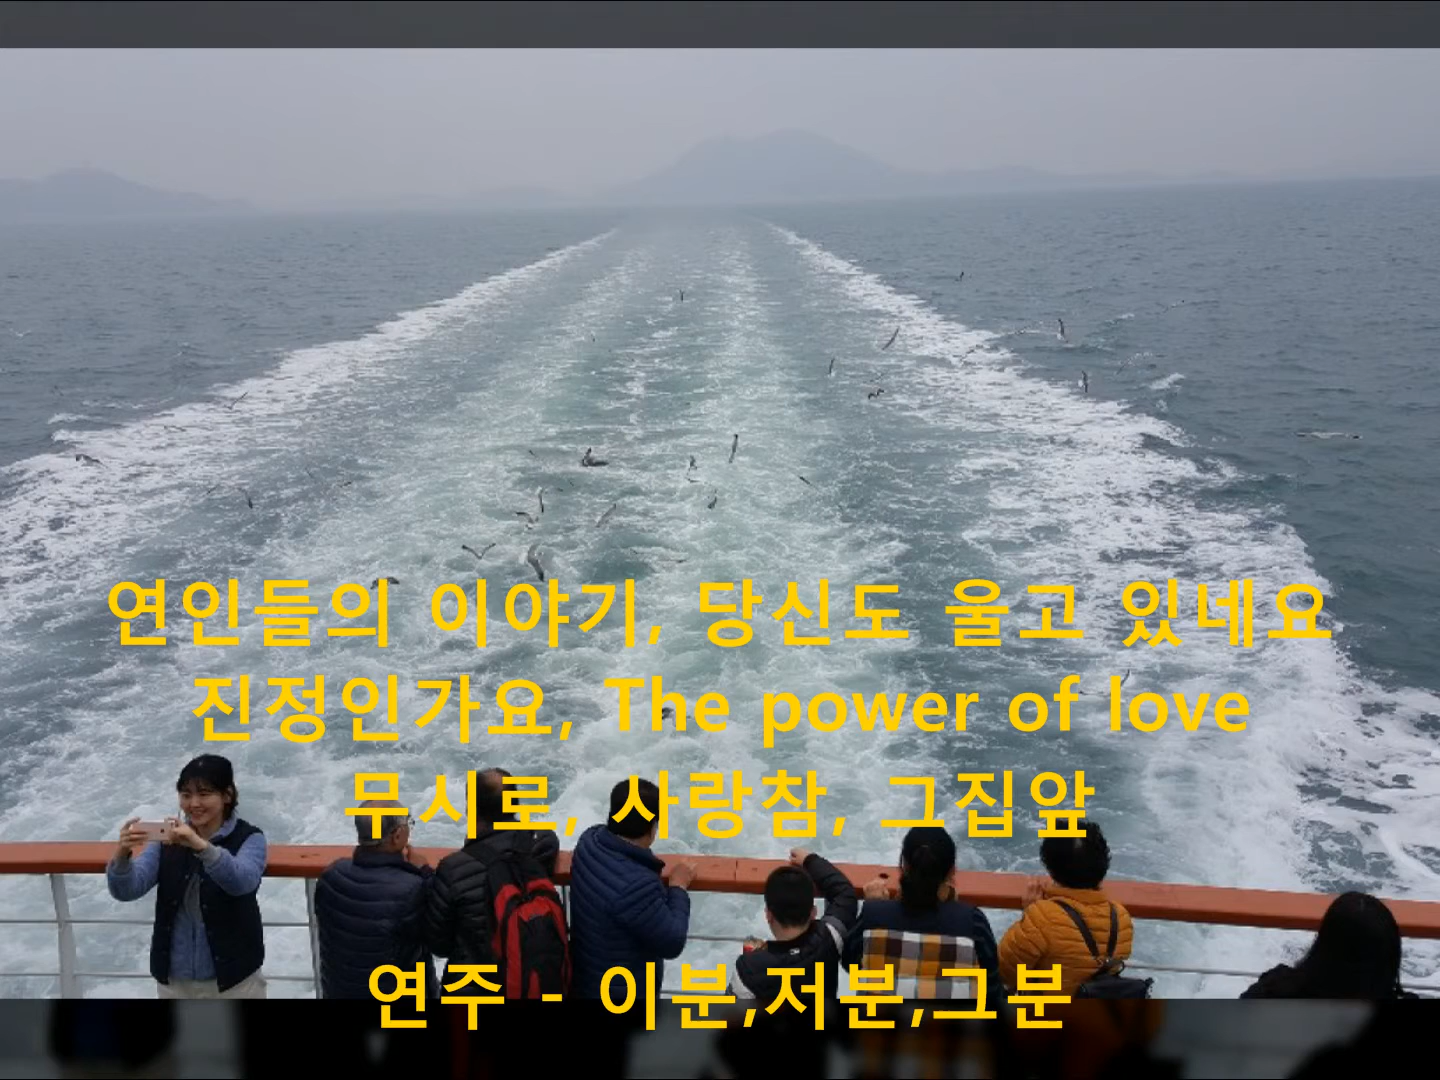 연인들의 이야기, 당신도 울고 있네요
진정인가요, The power of love
무시로, 사랑참, 그집앞
연주 - 이분,저분,그분